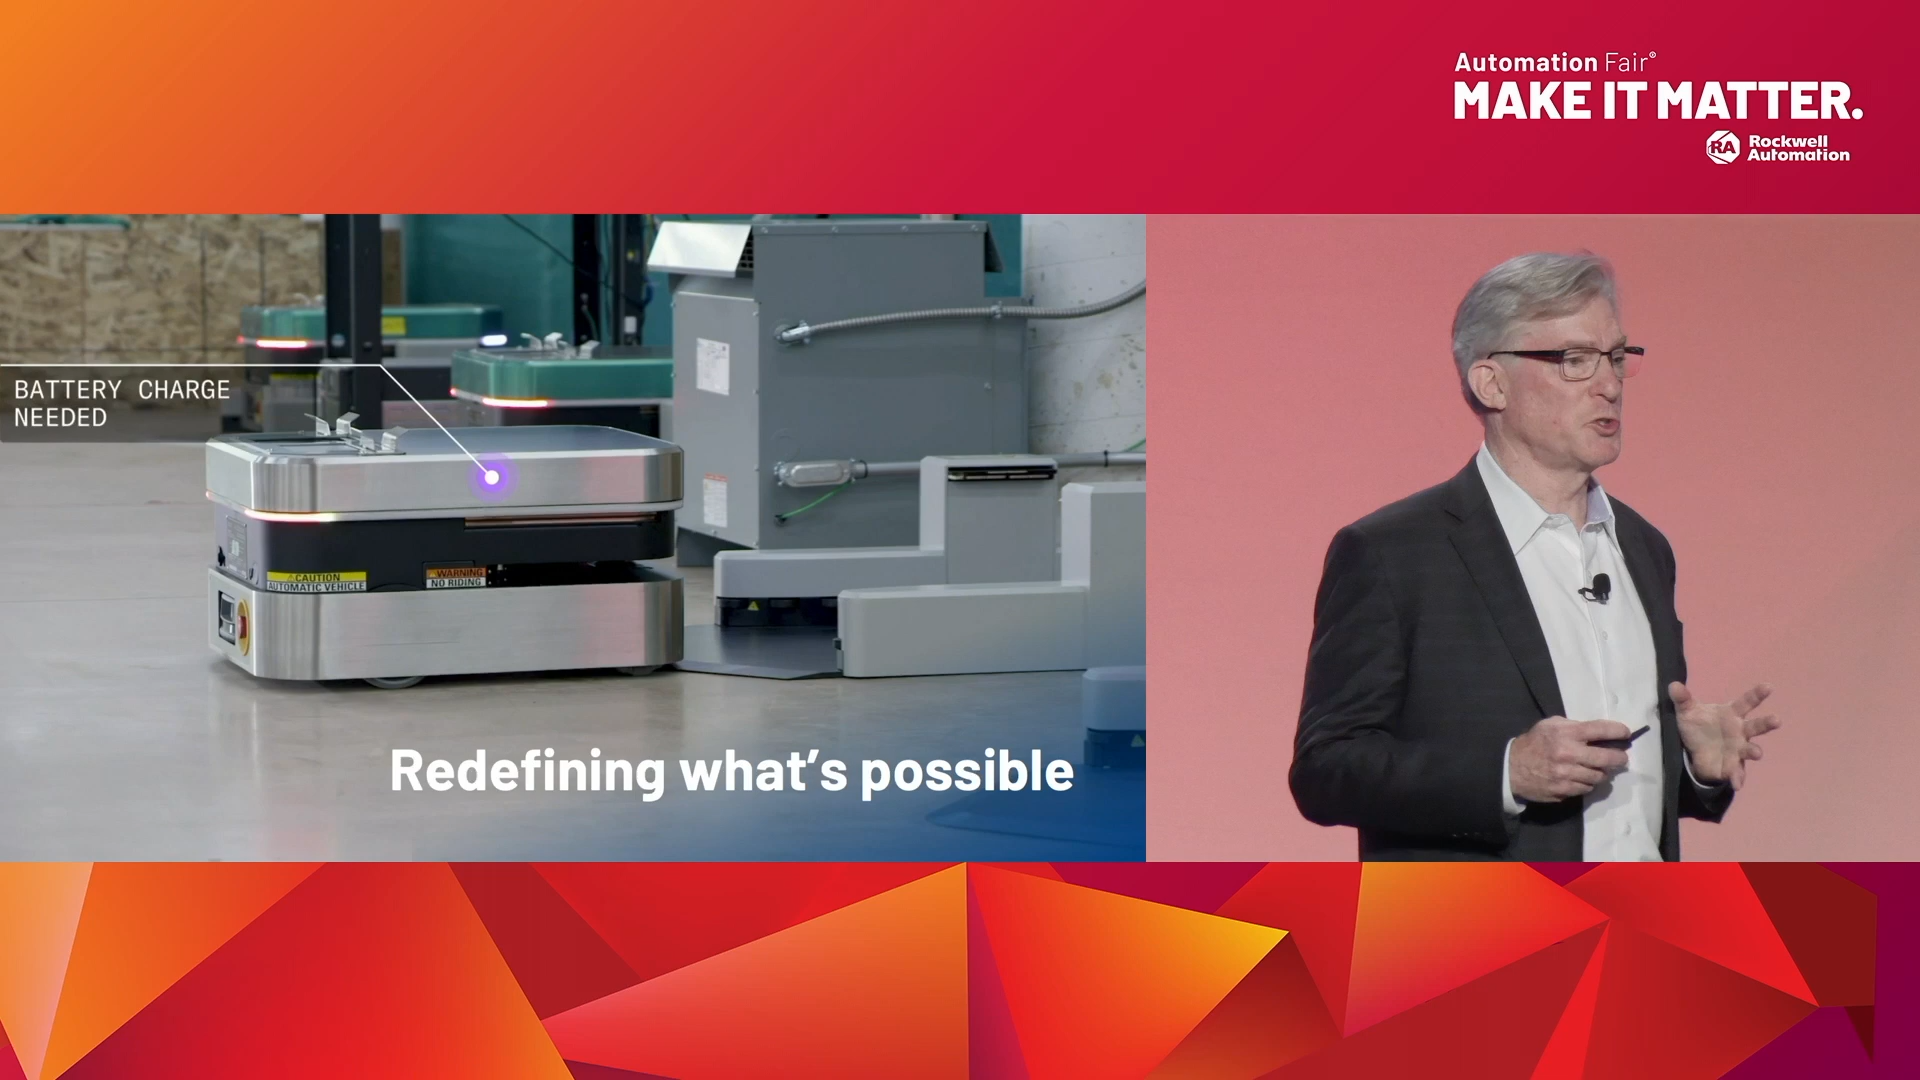 Automation Fair®
MAKE IT MATTER.
RA Rockwell
Automation
BATTERY CHARGE
NEEDED
⚠CAUTION
AUTOMATIC VEHICLE
⚠WARNING
NO RIDING
Redefining what's possible